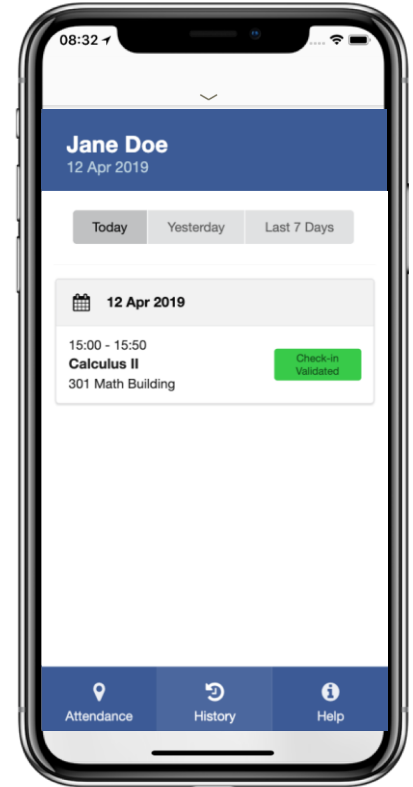 08:32
Jane Doe
12 Apr 2019
Today Yesterday Last 7 Days
12 Apr 2019
15:00 - 15:50
Calculus II
301 Math Building
Check-in
Validated
Attendance History Help